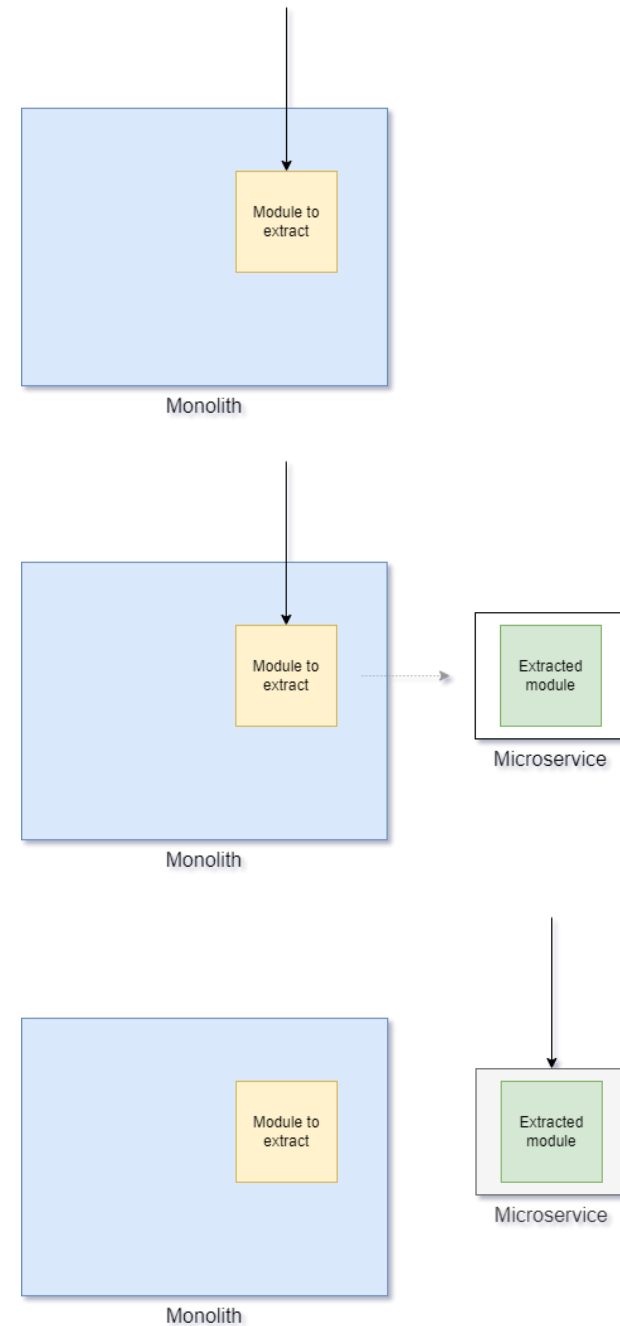 Module to
extract
Monolith
Module to
extract
Extracted
module
Microservice
Monolith
Module to
extract
Extracted
module
Microservice
Monolith